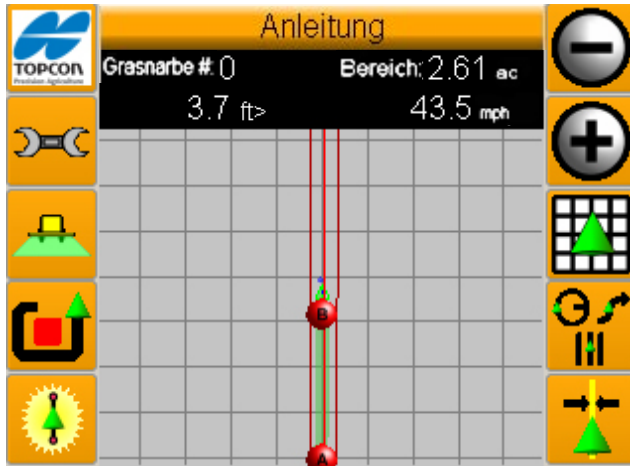 Anleitung
TOPCON
Precision Agriculture
Grasnarbe #: 0 Bereich: 2.61 ac
3.7 ft> 43.5 mph
B
A